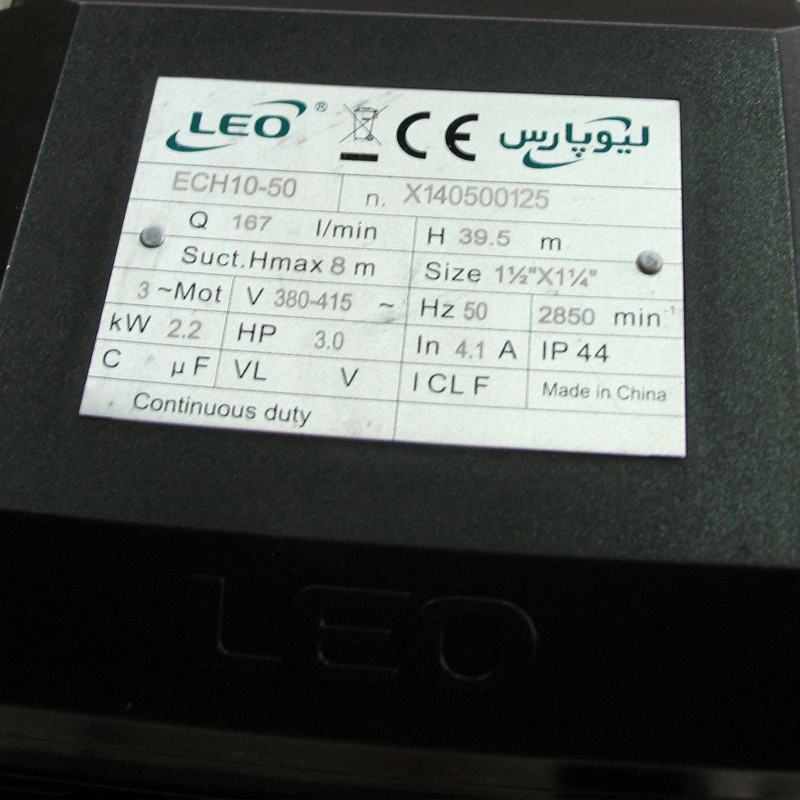 LEO ® CE ليوپارس
ECH10-50 n. X140500125
Q 167 l/min H 39.5 m
Suct.Hmax 8 m Size 1½"X1¼"
3 ~Mot V 380-415 ~ Hz 50 2850 min⁻¹
kW 2.2 HP 3.0 In 4.1 A IP 44
C µF VL V I CL F Made in China
Continuous duty
LEO